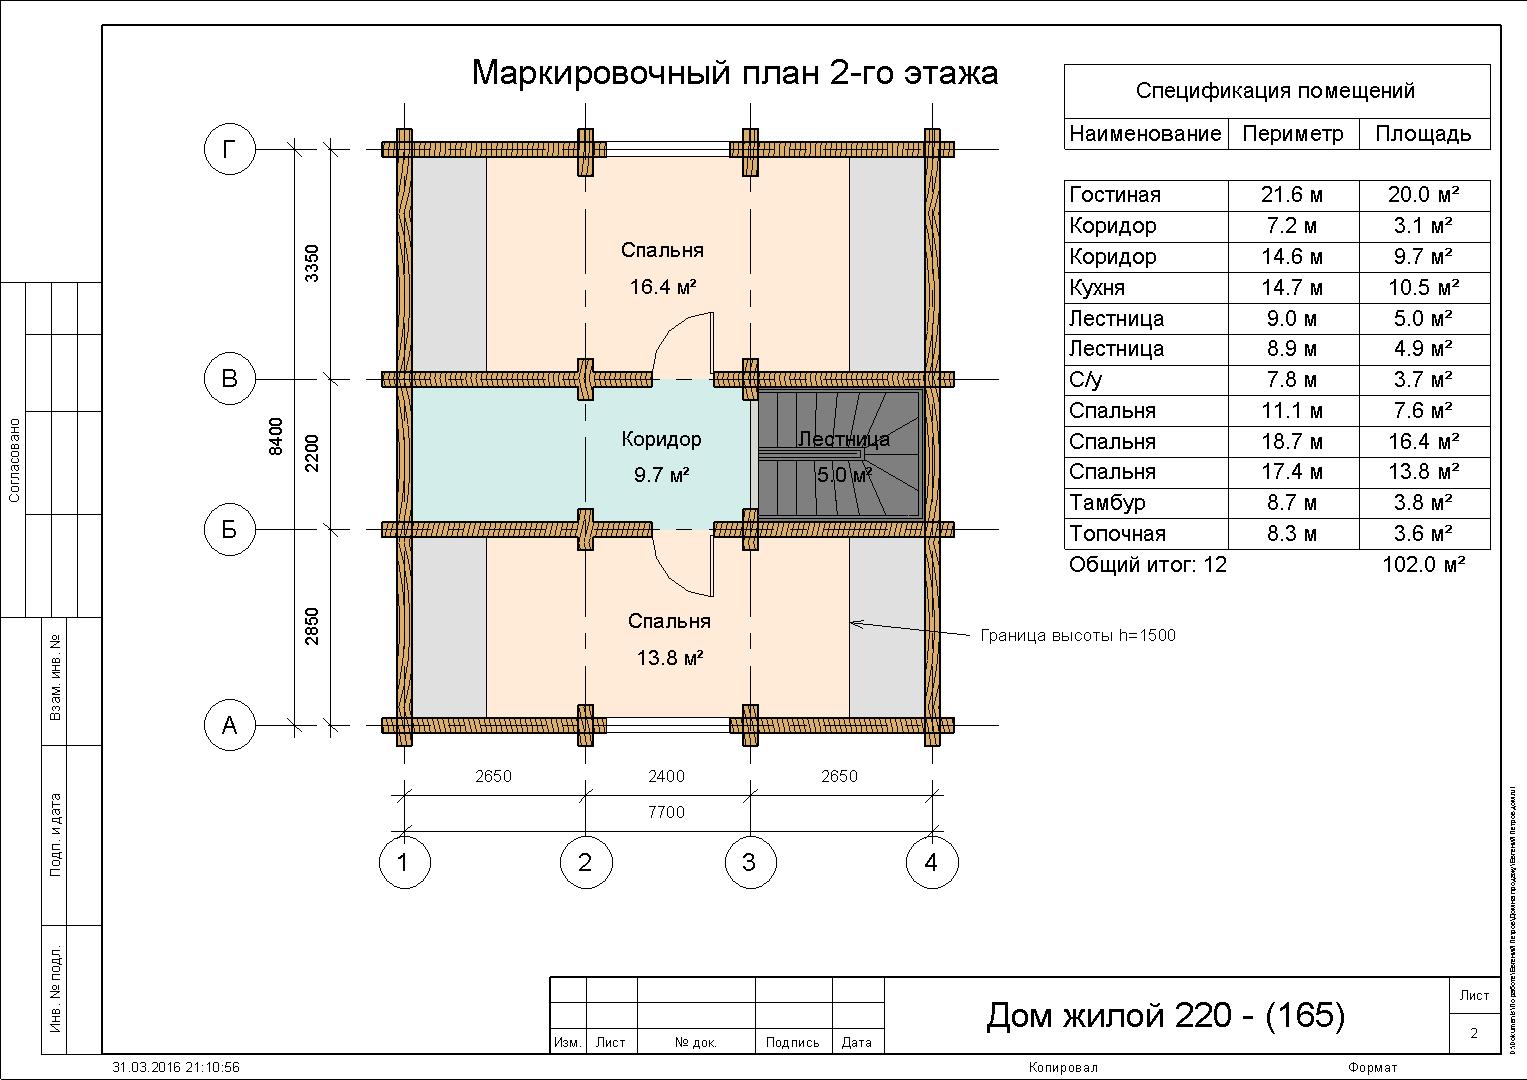 Маркировочный план 2-го этажа
Спецификация помещений
Наименование Периметр Площадь
Гостиная 21.6 м 20.0 м²
Коридор 7.2 м 3.1 м²
Коридор 14.6 м 9.7 м²
Кухня 14.7 м 10.5 м²
Лестница 9.0 м 5.0 м²
Лестница 8.9 м 4.9 м²
С/у 7.8 м 3.7 м²
Спальня 11.1 м 7.6 м²
Спальня 18.7 м 16.4 м²
Спальня 17.4 м 13.8 м²
Тамбур 8.7 м 3.8 м²
Топочная 8.3 м 3.6 м²
Общий итог: 12 102.0 м²
Г
В
Б
А
3350
2200
2850
8400
Спальня
16.4 м²
Коридор
9.7 м²
Лестница
5.0 м²
Спальня
13.8 м²
Граница высоты h=1500
2650 2400 2650
7700
1 2 3 4
Согласовано
Взам. инв. №
Подп. и дата
Инв. № подл.
Изм. Лист № док. Подпись Дата
Дом жилой 220 - (165)
Лист
2
31.03.2016 21:10:56
Копировал
Формат